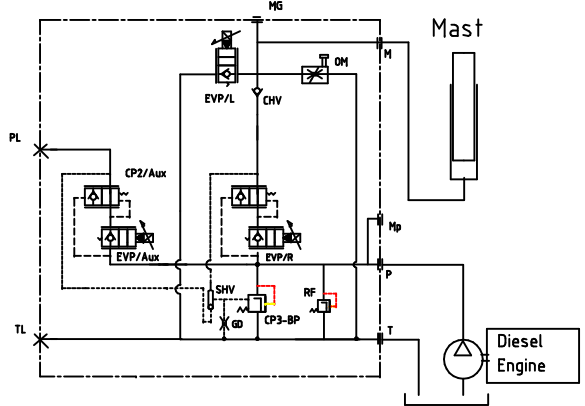 MG
Mast
M
OM
EVP/L
CHV
PL
CP2/Aux
Mp
EVP/Aux
EVP/R
P
SHV
RF
GD
CP3-BP
TL
T
Diesel
Engine